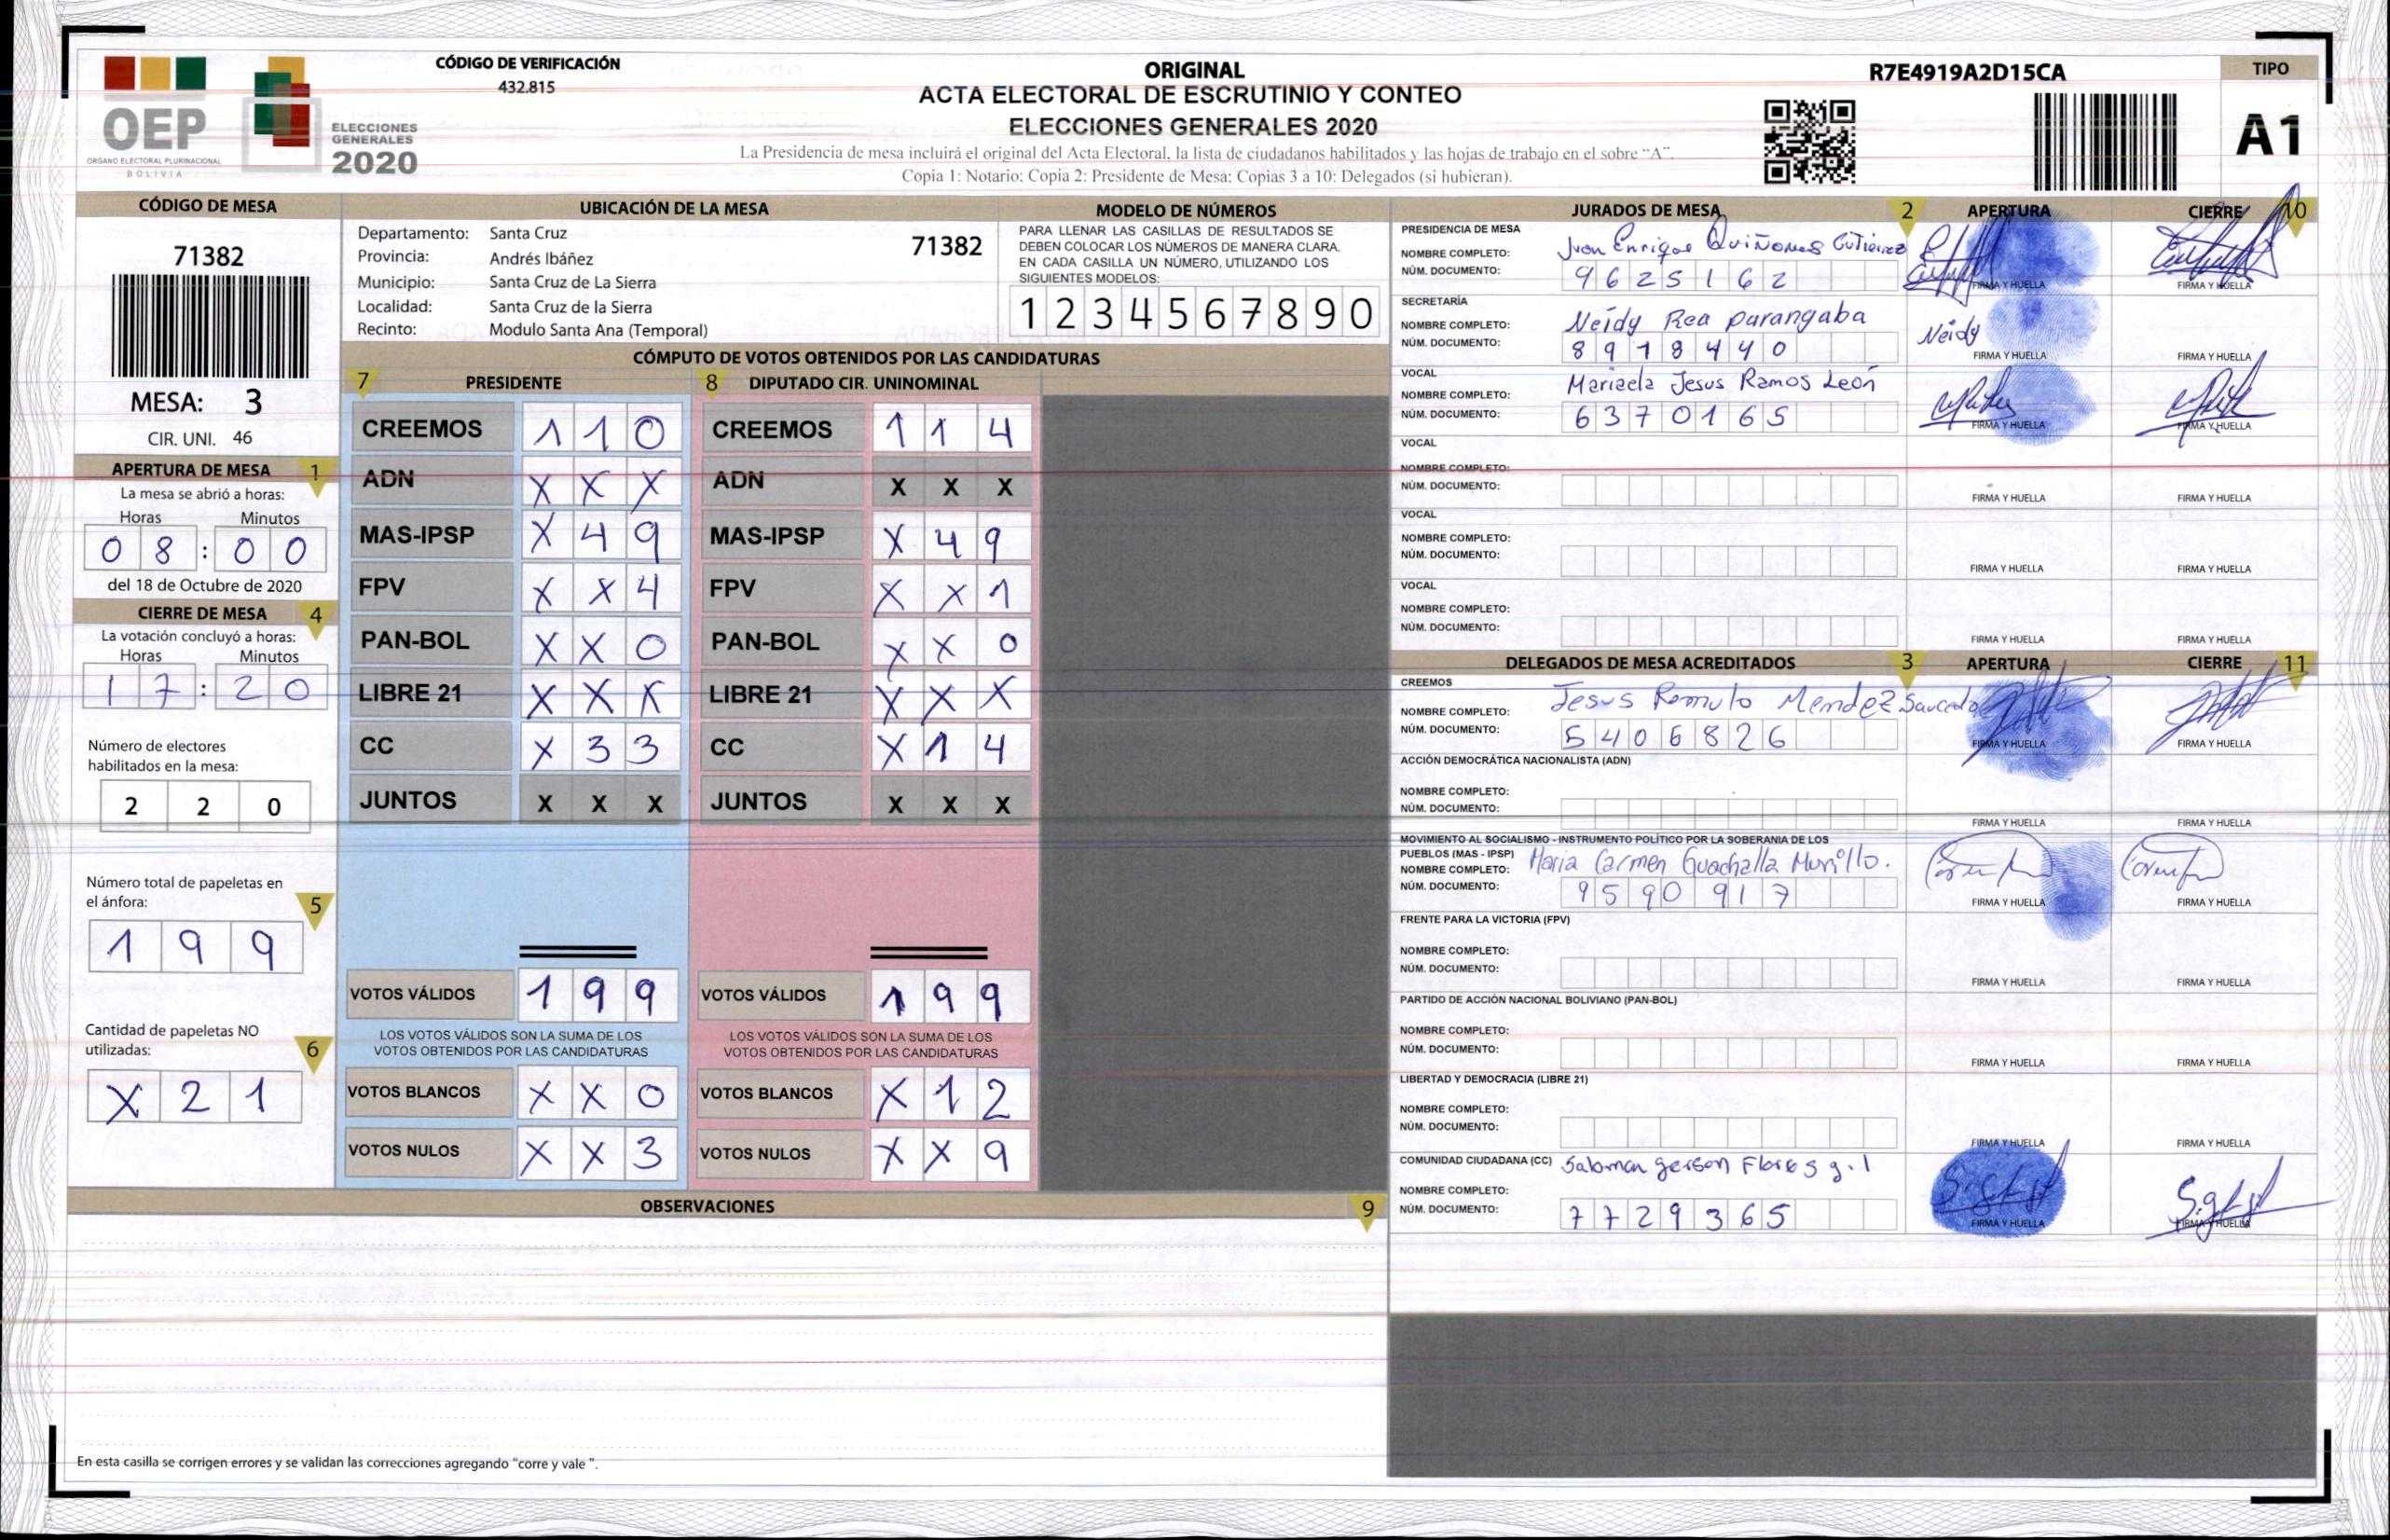 CÓDIGO DE VERIFICACIÓN
432.815
OEP
ÓRGANO ELECTORAL PLURINACIONAL
BOLIVIA
ELECCIONES
GENERALES
2020
ORIGINAL
ACTA ELECTORAL DE ESCRUTINIO Y CONTEO
ELECCIONES GENERALES 2020
La Presidencia de mesa incluirá el original del Acta Electoral, la lista de ciudadanos habilitados y las hojas de trabajo en el sobre “A”.
Copia 1: Notario; Copia 2: Presidente de Mesa; Copias 3 a 10: Delegados (si hubieran).
R7E4919A2D15CA
TIPO
A1
CÓDIGO DE MESA
71382
MESA: 3
CIR. UNI. 46
APERTURA DE MESA 1
La mesa se abrió a horas:
Horas Minutos
0 8 : 0 0
del 18 de Octubre de 2020
CIERRE DE MESA 4
La votación concluyó a horas:
Horas Minutos
1 7 : 2 0
Número de electores
habilitados en la mesa:
2 2 0
Número total de papeletas en
el ánfora: 5
1 9 9
Cantidad de papeletas NO
utilizadas: 6
X 2 1
UBICACIÓN DE LA MESA
Departamento: Santa Cruz
Provincia: Andrés Ibáñez
Municipio: Santa Cruz de La Sierra
Localidad: Santa Cruz de la Sierra
Recinto: Modulo Santa Ana (Temporal)
71382
MODELO DE NÚMEROS
PARA LLENAR LAS CASILLAS DE RESULTADOS SE
DEBEN COLOCAR LOS NÚMEROS DE MANERA CLARA.
EN CADA CASILLA UN NÚMERO, UTILIZANDO LOS
SIGUIENTES MODELOS:
1 2 3 4 5 6 7 8 9 0
CÓMPUTO DE VOTOS OBTENIDOS POR LAS CANDIDATURAS
7 PRESIDENTE
CREEMOS 1 1 0
ADN X X X
MAS-IPSP X 4 9
FPV X X 4
PAN-BOL X X 0
LIBRE 21 X X X
CC X 3 3
JUNTOS X X X
VOTOS VÁLIDOS 1 9 9
LOS VOTOS VÁLIDOS SON LA SUMA DE LOS
VOTOS OBTENIDOS POR LAS CANDIDATURAS
VOTOS BLANCOS X X 0
VOTOS NULOS X X 3
8 DIPUTADO CIR. UNINOMINAL
CREEMOS 1 1 4
ADN X X X
MAS-IPSP X 4 9
FPV X X 1
PAN-BOL X X 0
LIBRE 21 X X X
CC X 1 4
JUNTOS X X X
VOTOS VÁLIDOS 1 9 9
LOS VOTOS VÁLIDOS SON LA SUMA DE LOS
VOTOS OBTENIDOS POR LAS CANDIDATURAS
VOTOS BLANCOS X 1 2
VOTOS NULOS X X 9
OBSERVACIONES 9
En esta casilla se corrigen errores y se validan las correcciones agregando "corre y vale ".
JURADOS DE MESA 2 APERTURA CIERRE 10
PRESIDENCIA DE MESA
NOMBRE COMPLETO: Juan Enrique Quiñones Gutierrez
NÚM. DOCUMENTO: 9 6 2 5 1 6 2
FIRMA Y HUELLA FIRMA Y HUELLA
SECRETARÍA
NOMBRE COMPLETO: Neidy Rea parangaba
NÚM. DOCUMENTO: 8 9 7 8 4 4 0
Neidy
FIRMA Y HUELLA FIRMA Y HUELLA
VOCAL
NOMBRE COMPLETO: Mariaela Jesus Ramos León
NÚM. DOCUMENTO: 6 3 7 0 1 6 5
FIRMA Y HUELLA FIRMA Y HUELLA
VOCAL
NOMBRE COMPLETO:
NÚM. DOCUMENTO:
FIRMA Y HUELLA FIRMA Y HUELLA
VOCAL
NOMBRE COMPLETO:
NÚM. DOCUMENTO:
FIRMA Y HUELLA FIRMA Y HUELLA
VOCAL
NOMBRE COMPLETO:
NÚM. DOCUMENTO:
FIRMA Y HUELLA FIRMA Y HUELLA
DELEGADOS DE MESA ACREDITADOS 3 APERTURA CIERRE 11
CREEMOS
NOMBRE COMPLETO: Jesus Romulo Mendez Saucedo
NÚM. DOCUMENTO: 5 4 0 6 8 2 6
FIRMA Y HUELLA FIRMA Y HUELLA
ACCIÓN DEMOCRÁTICA NACIONALISTA (ADN)
NOMBRE COMPLETO:
NÚM. DOCUMENTO:
FIRMA Y HUELLA FIRMA Y HUELLA
MOVIMIENTO AL SOCIALISMO - INSTRUMENTO POLÍTICO POR LA SOBERANIA DE LOS
PUEBLOS (MAS - IPSP)
NOMBRE COMPLETO: Maria Carmen Guachalla Murillo.
NÚM. DOCUMENTO: 9 5 9 0 9 1 7
FIRMA Y HUELLA FIRMA Y HUELLA
FRENTE PARA LA VICTORIA (FPV)
NOMBRE COMPLETO:
NÚM. DOCUMENTO:
FIRMA Y HUELLA FIRMA Y HUELLA
PARTIDO DE ACCIÓN NACIONAL BOLIVIANO (PAN-BOL)
NOMBRE COMPLETO:
NÚM. DOCUMENTO:
FIRMA Y HUELLA FIRMA Y HUELLA
LIBERTAD Y DEMOCRACIA (LIBRE 21)
NOMBRE COMPLETO:
NÚM. DOCUMENTO:
FIRMA Y HUELLA FIRMA Y HUELLA
COMUNIDAD CIUDADANA (CC) Salomon gerson Flores g.l
NOMBRE COMPLETO:
NÚM. DOCUMENTO: 7 7 2 9 3 6 5
FIRMA Y HUELLA FIRMA Y HUELLA